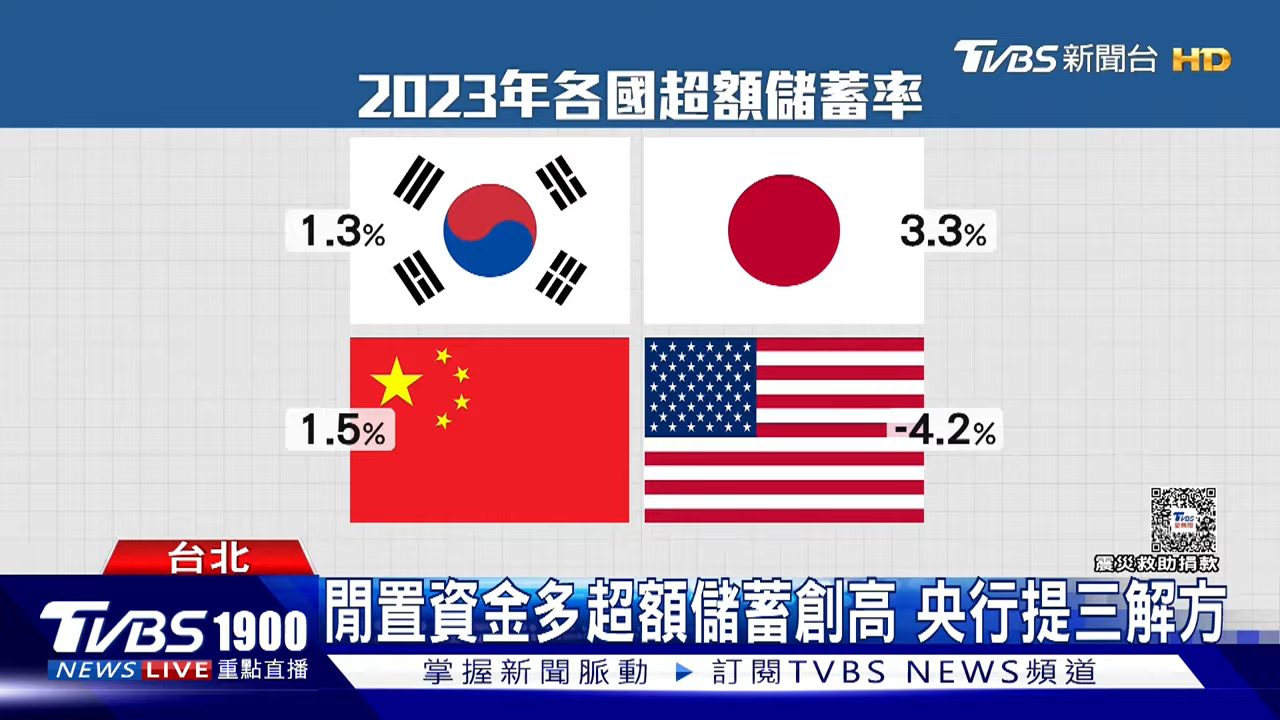 TVBS新聞台 HD
2023年各國超額儲蓄率
1.3%
3.3%
1.5%
-4.2%
TVBS
震災救助捐款
台北
閒置資金多超額儲蓄創高 央行提三解方
TVBS 1900
NEWS LIVE 重點直播
掌握新聞脈動 訂閱TVBS NEWS頻道